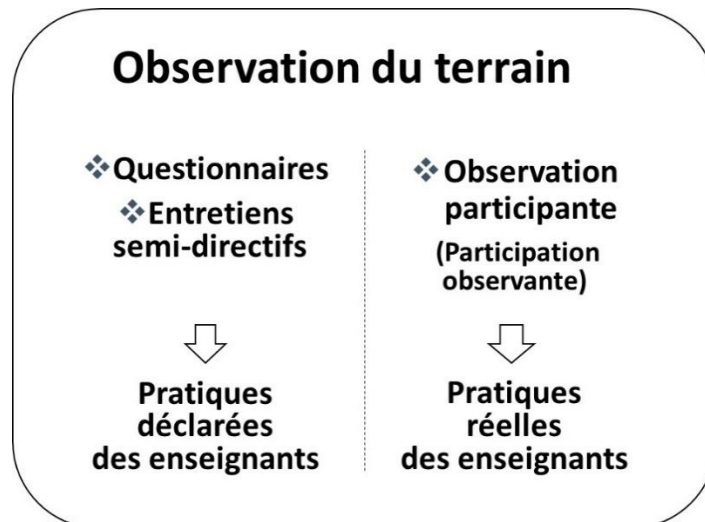 Observation du terrain
❖Questionnaires
❖Entretiens
semi-directifs
Pratiques
déclarées
des enseignants
❖ Observation
participante
(Participation
observante)
Pratiques
réelles
des enseignants